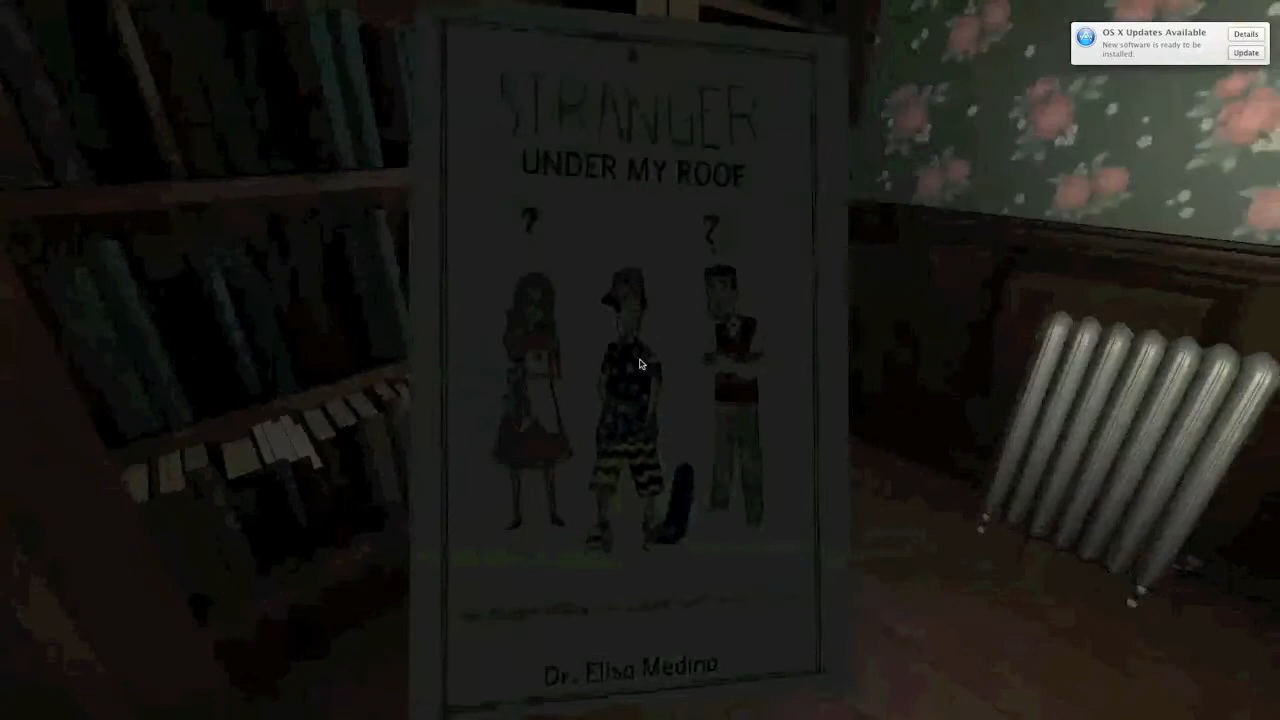 OS X Updates Available
Details
New software is ready to be
installed.
Update
STRANGER
UNDER MY ROOF
?
?
Dr. Elisa Medina